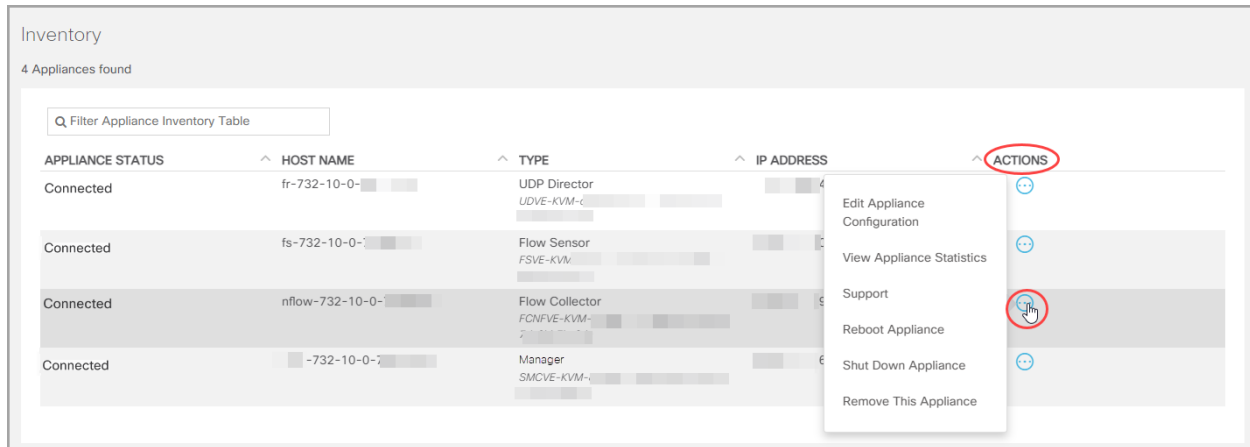 Inventory
4 Appliances found
Filter Appliance Inventory Table
APPLIANCE STATUS HOST NAME TYPE IP ADDRESS ACTIONS
Connected fr-732-10-0- UDP Director
UDVE-KVM-
Connected fs-732-10-0- Flow Sensor
FSVE-KVM
Connected nflow-732-10-0- Flow Collector
FCNFVE-KVM-
Connected -732-10-0- Manager
SMCVE-KVM-
Edit Appliance
Configuration
View Appliance Statistics
Support
Reboot Appliance
Shut Down Appliance
Remove This Appliance